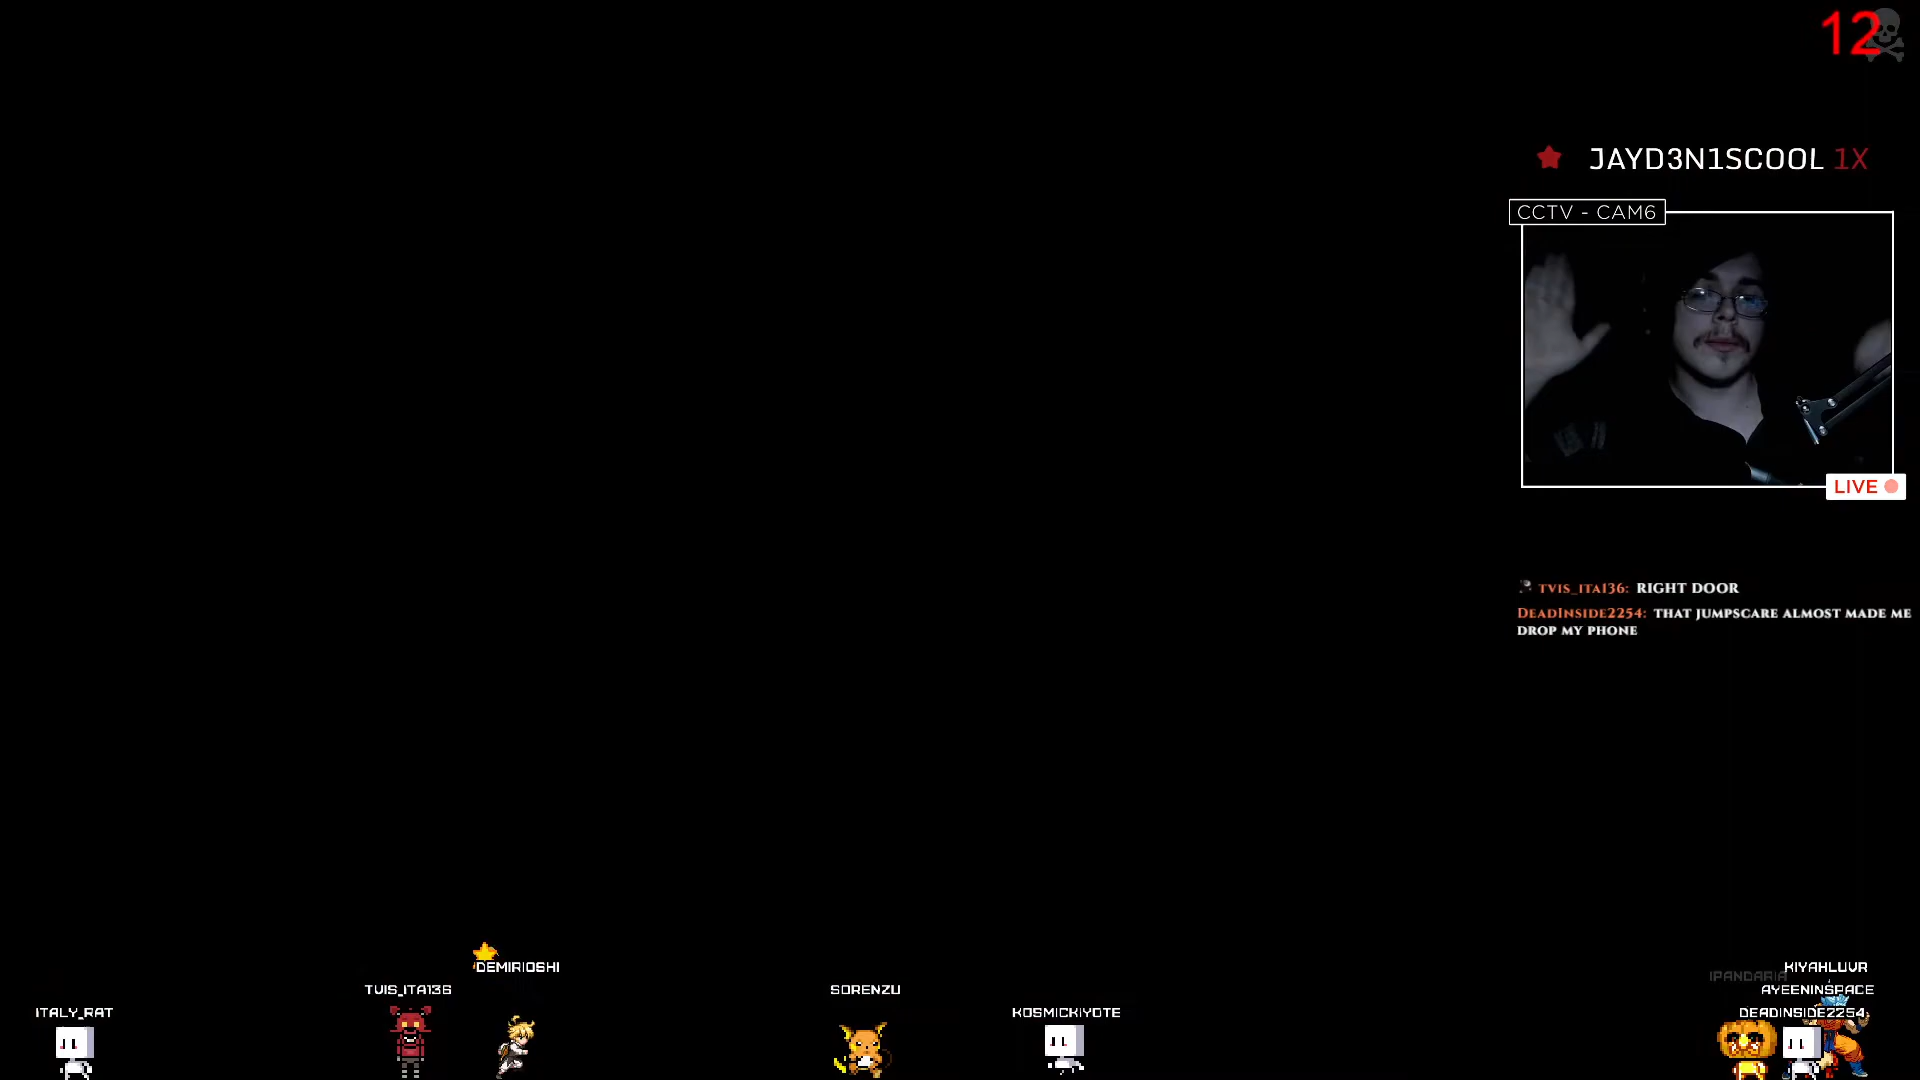 12
JAYD3N1SCOOL 1X
CCTV - CAM6
LIVE
TVIS_ITA136: RIGHT DOOR
DEADINSIDE2254: THAT JUMPSCARE ALMOST MADE ME
DROP MY PHONE
DEMIRIOSHI
KIYAHLUVR
IPANDARIA
TVIS_ITA136
SORENZU
AYEENINSPACE
ITALY_RAT
KOSMICKIYOTE
DEADINSIDE2254